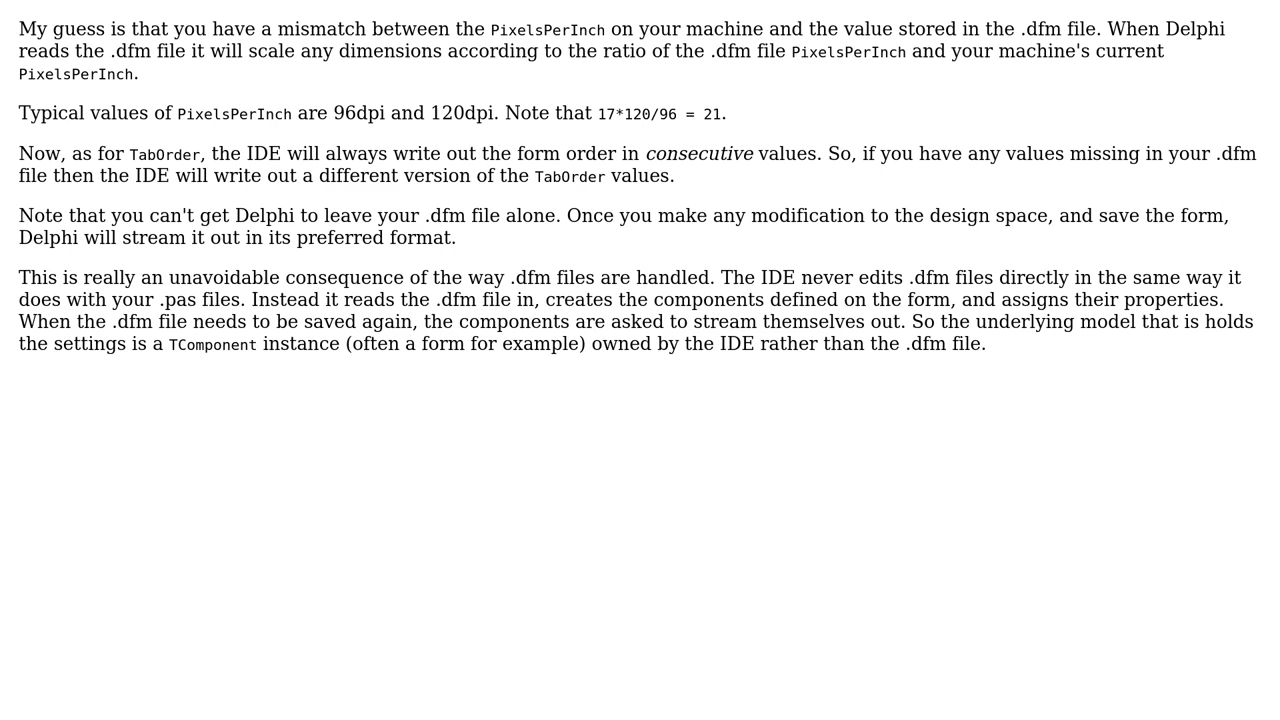 My guess is that you have a mismatch between the PixelsPerInch on your machine and the value stored in the .dfm file. When Delphi
reads the .dfm file it will scale any dimensions according to the ratio of the .dfm file PixelsPerInch and your machine's current
PixelsPerInch.
Typical values of PixelsPerInch are 96dpi and 120dpi. Note that 17*120/96 = 21.
Now, as for TabOrder, the IDE will always write out the form order in consecutive values. So, if you have any values missing in your .dfm
file then the IDE will write out a different version of the TabOrder values.
Note that you can't get Delphi to leave your .dfm file alone. Once you make any modification to the design space, and save the form,
Delphi will stream it out in its preferred format.
This is really an unavoidable consequence of the way .dfm files are handled. The IDE never edits .dfm files directly in the same way it
does with your .pas files. Instead it reads the .dfm file in, creates the components defined on the form, and assigns their properties.
When the .dfm file needs to be saved again, the components are asked to stream themselves out. So the underlying model that is holds
the settings is a TComponent instance (often a form for example) owned by the IDE rather than the .dfm file.